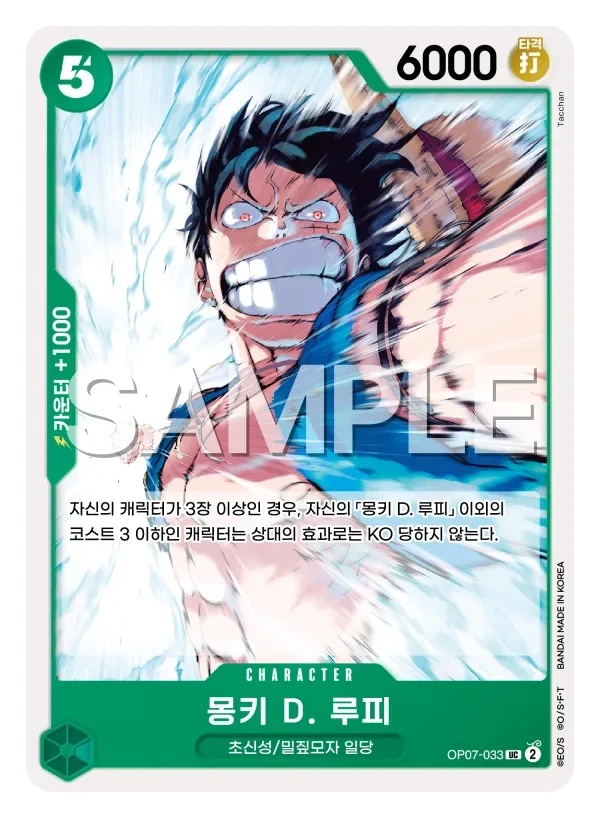 5
6000
타격
打
Tacchan
카운터 +1000
SAMPLE
자신의 캐릭터가 3장 이상인 경우, 자신의 「몽키 D. 루피」 이외의
코스트 3 이하인 캐릭터는 상대의 효과로는 KO 당하지 않는다.
CHARACTER
몽키 D. 루피
초신성/밀짚모자 일당
OP07-033 UC 2
©EO/S ©O/S·F·T BANDAI MADE IN KOREA